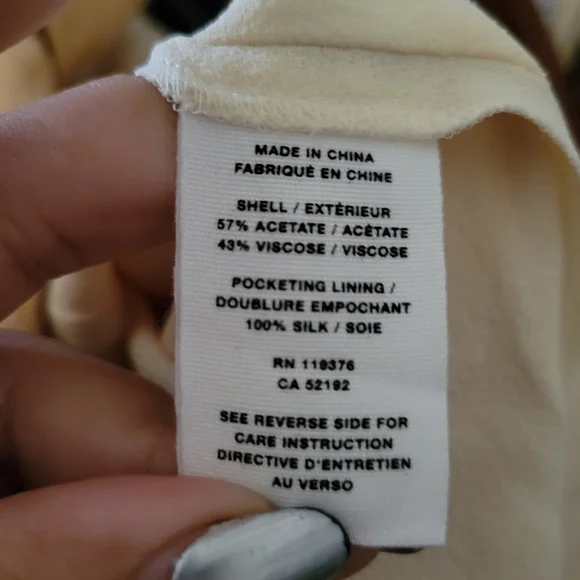 MADE IN CHINA
FABRIQUÉ EN CHINE
SHELL / EXTÉRIEUR
57% ACETATE / ACÉTATE
43% VISCOSE / VISCOSE
POCKETING LINING /
DOUBLURE EMPOCHANT
100% SILK / SOIE
RN 119376
CA 52192
SEE REVERSE SIDE FOR
CARE INSTRUCTION
DIRECTIVE D'ENTRETIEN
AU VERSO